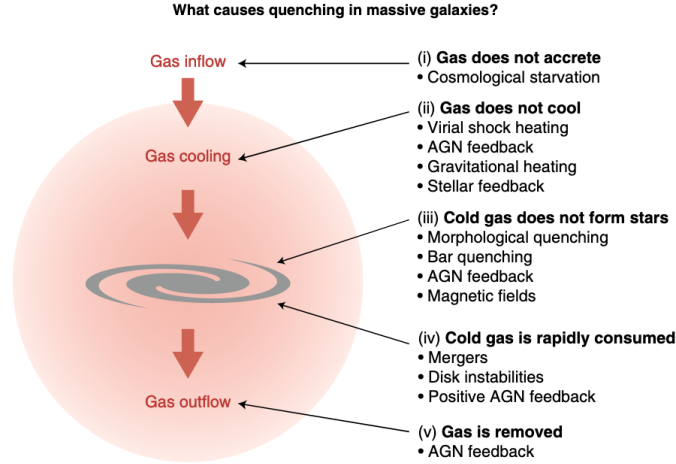 What causes quenching in massive galaxies?
Gas inflow
(i) Gas does not accrete
• Cosmological starvation
Gas cooling
(ii) Gas does not cool
• Virial shock heating
• AGN feedback
• Gravitational heating
• Stellar feedback
(iii) Cold gas does not form stars
• Morphological quenching
• Bar quenching
• AGN feedback
• Magnetic fields
(iv) Cold gas is rapidly consumed
• Mergers
• Disk instabilities
• Positive AGN feedback
Gas outflow
(v) Gas is removed
• AGN feedback